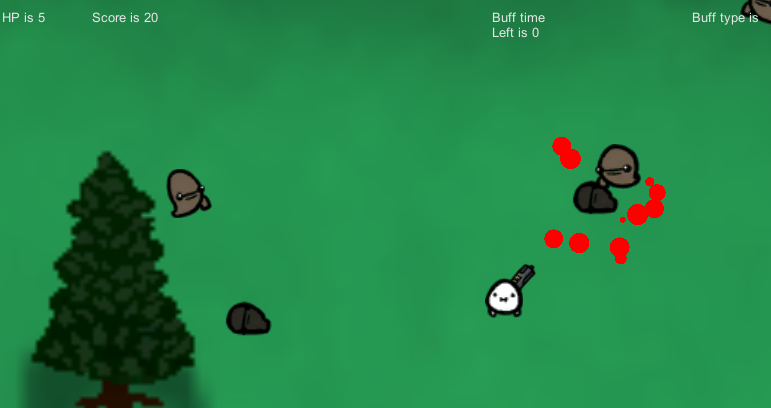 HP is 5
Score is 20
Buff time
Left is 0
Buff type is